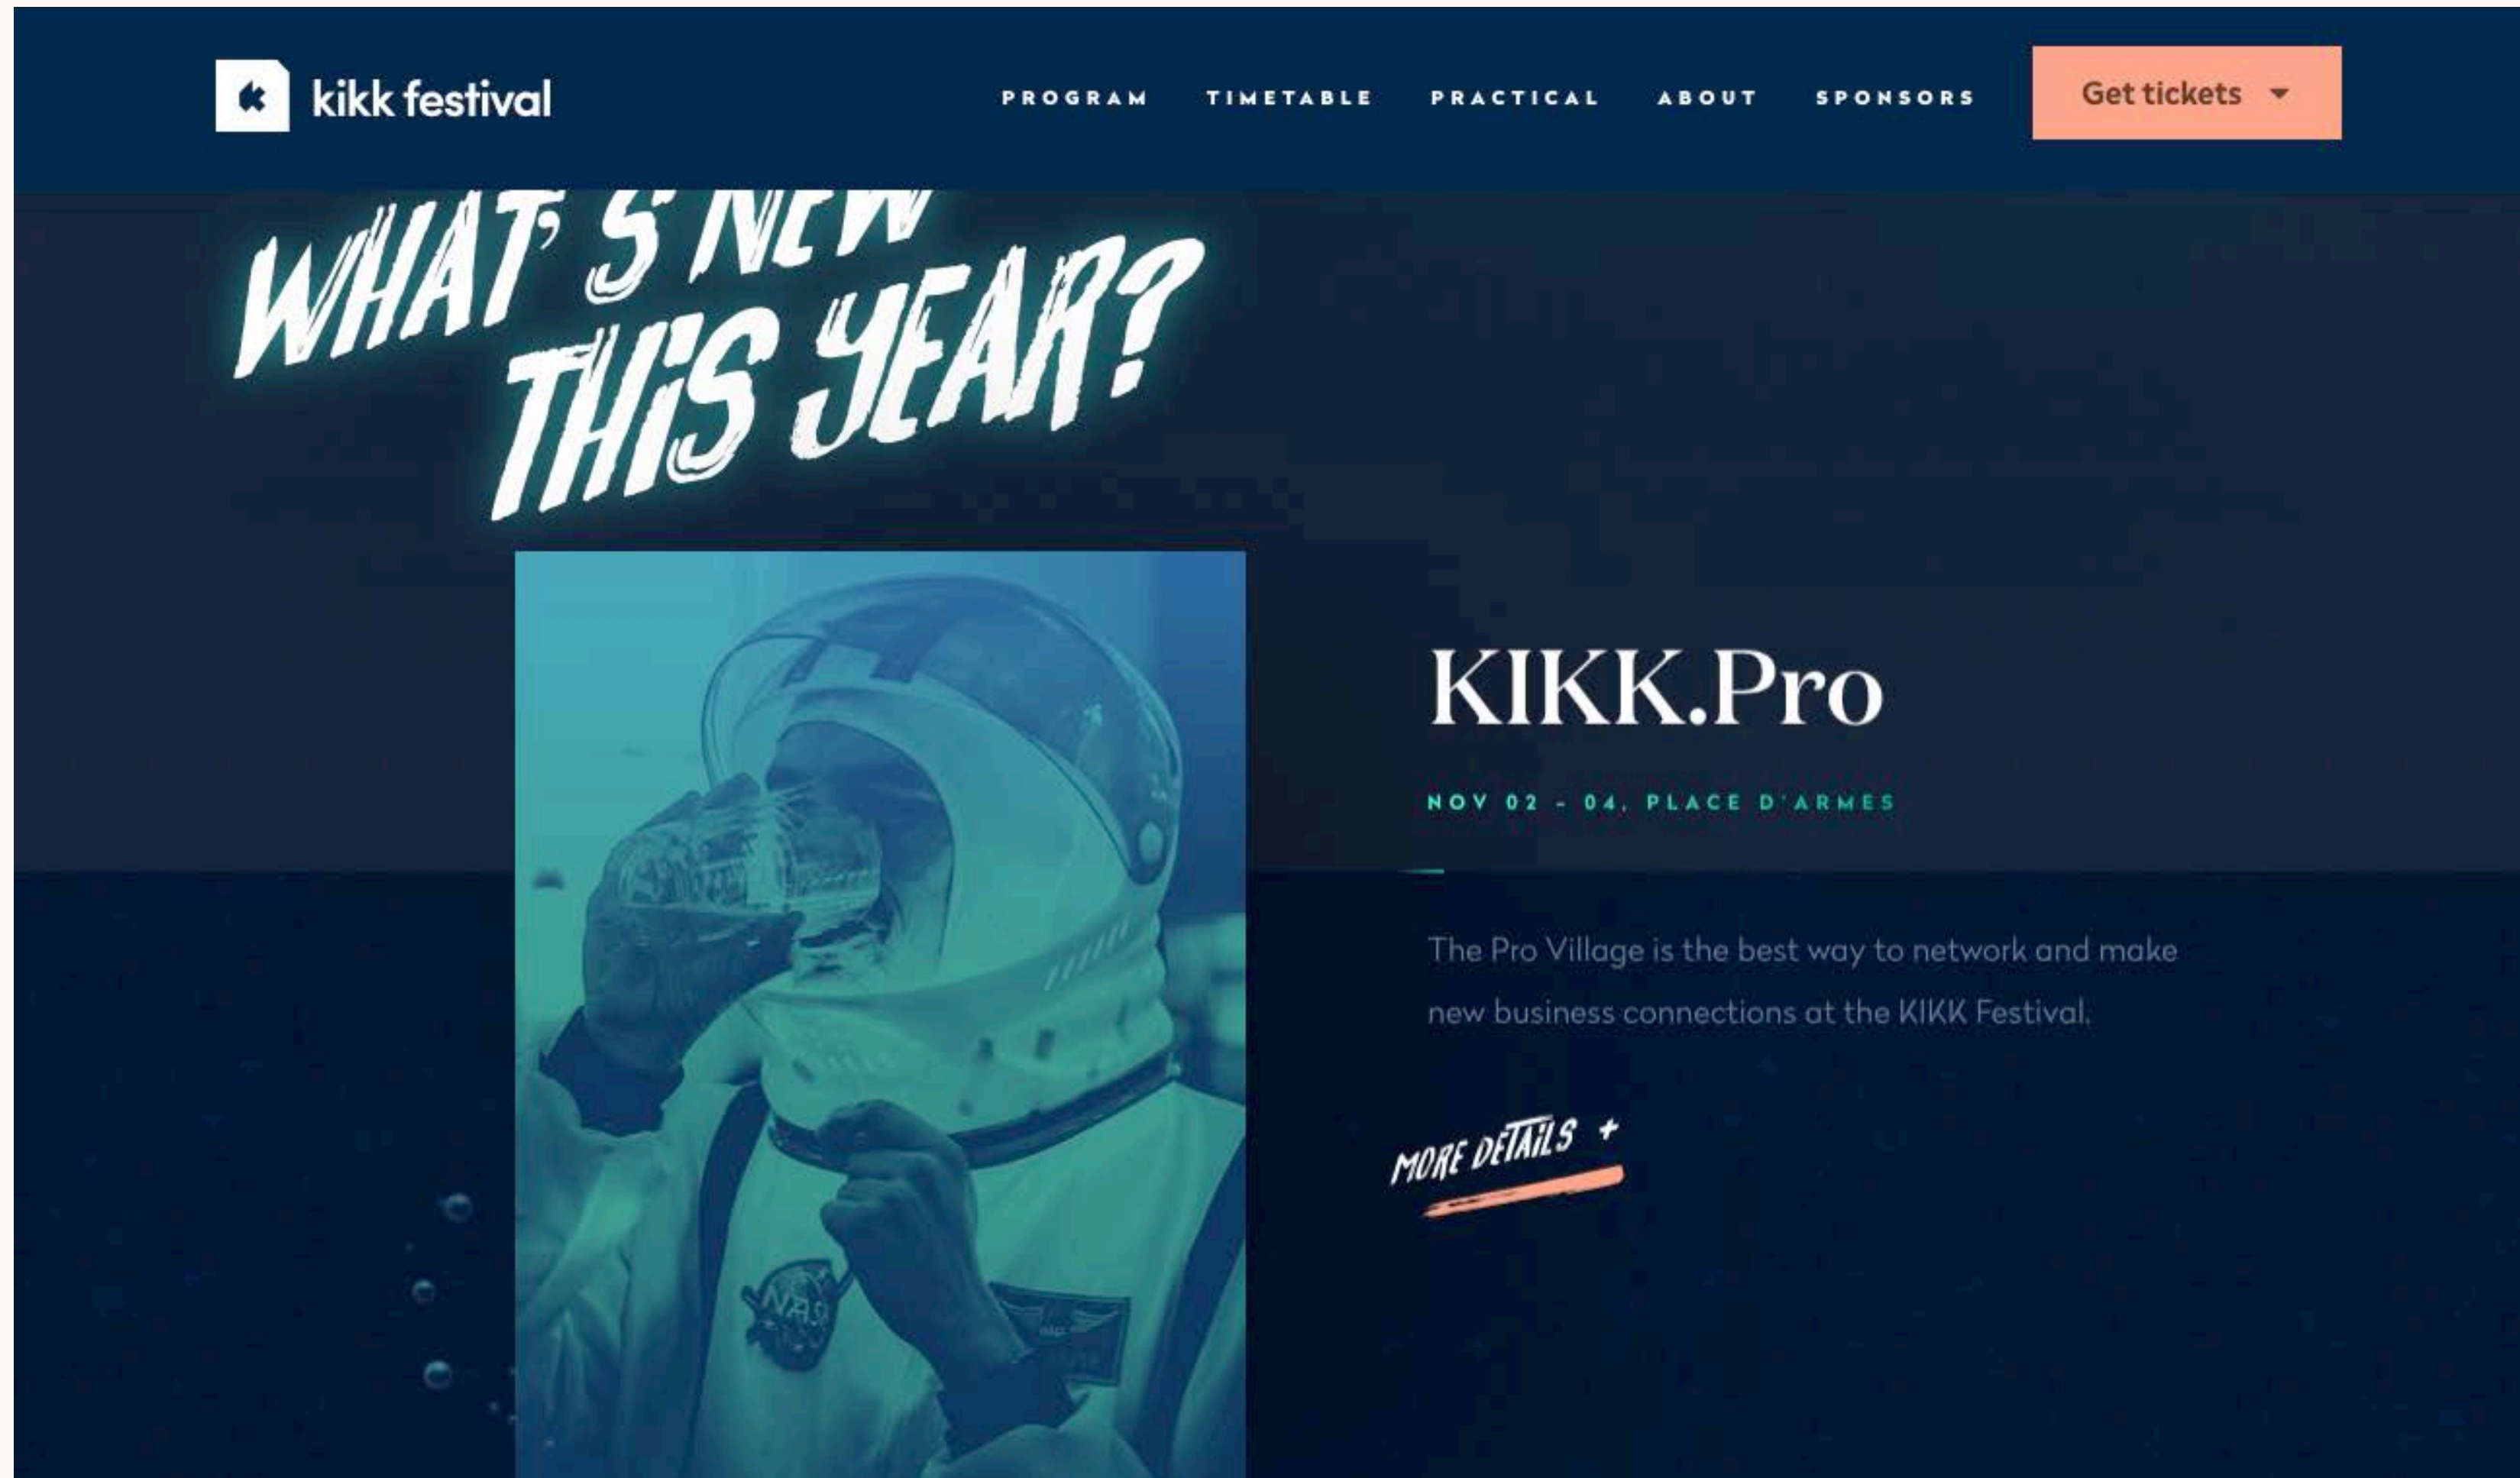 kikk festival
PROGRAM TIMETABLE PRACTICAL ABOUT SPONSORS Get tickets
WHAT'S NEW
THiS YEAR?
KIKK.Pro
NOV 02 - 04, PLACE D'ARMES
The Pro Village is the best way to network and make
new business connections at the KIKK Festival.
MORE DETAiLS +
NASA